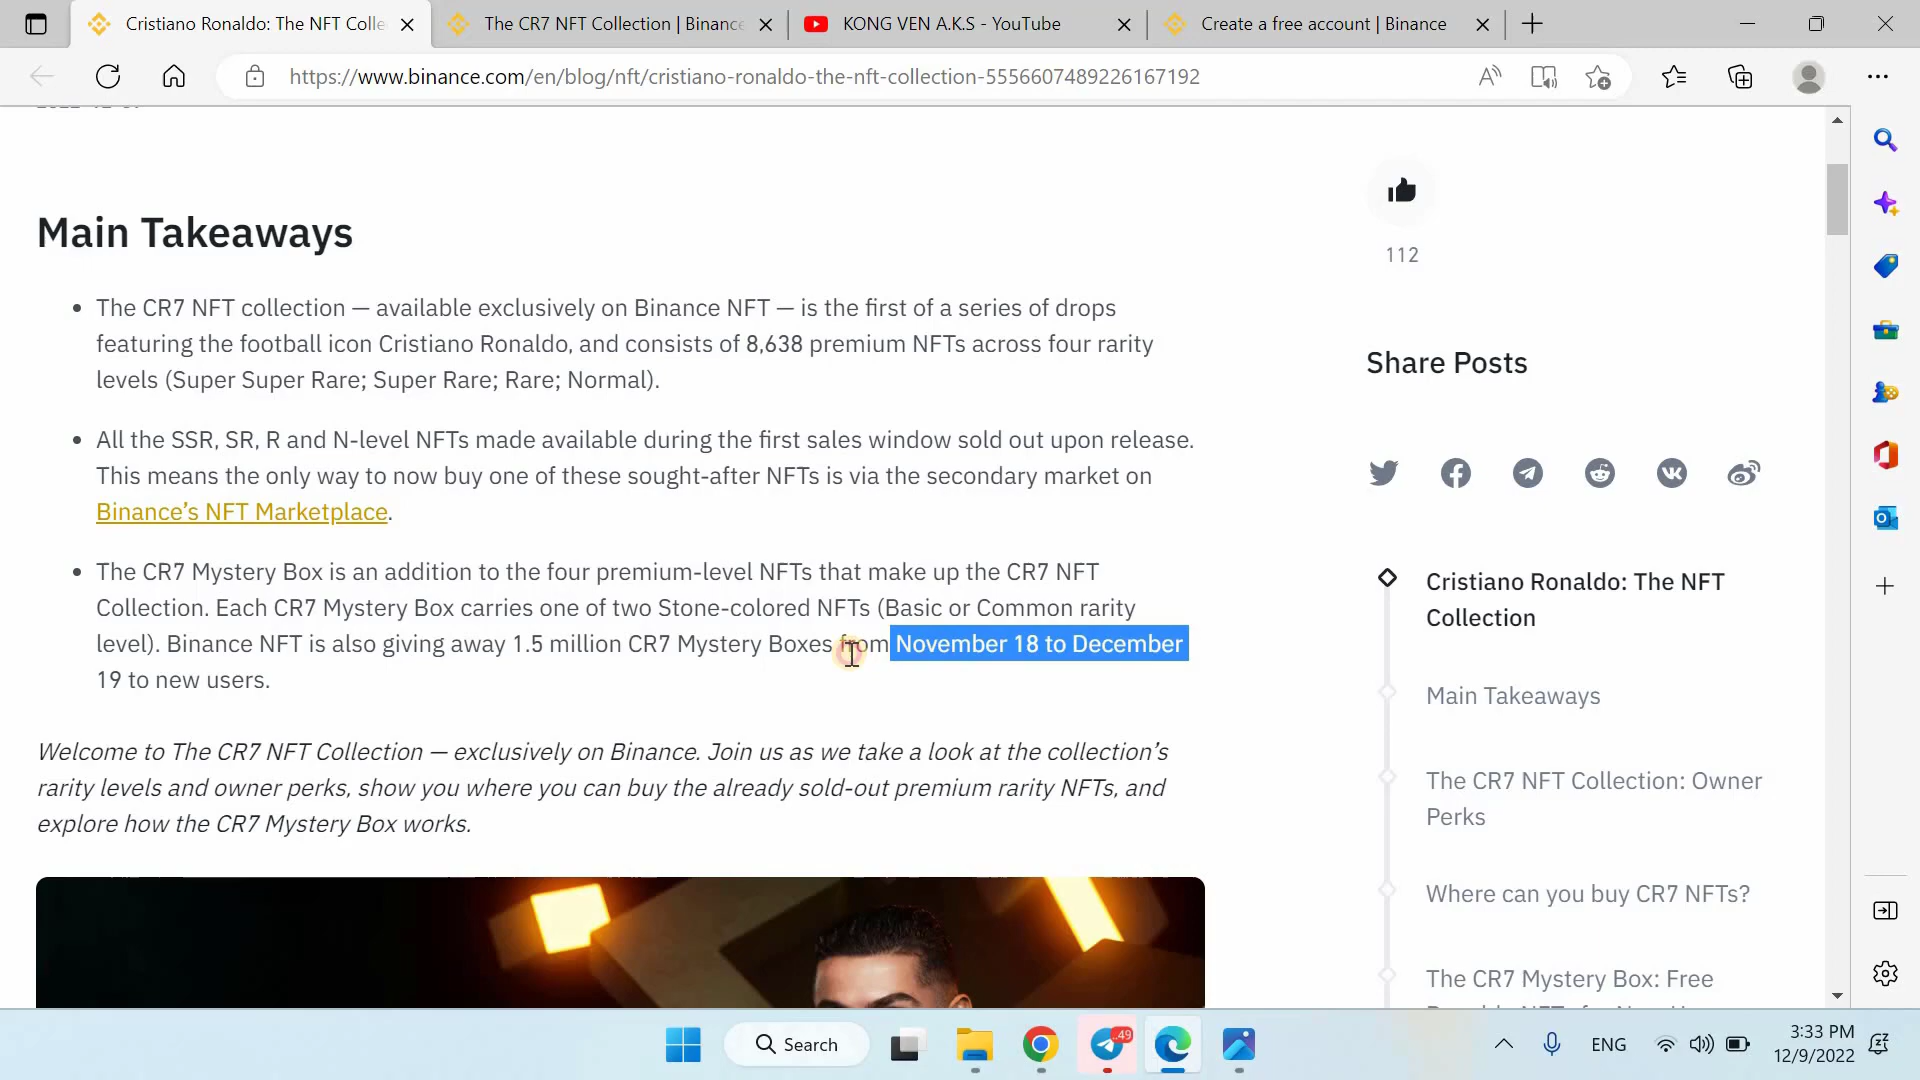 Cristiano Ronaldo: The NFT Colle
The CR7 NFT Collection | Binance
KONG VEN A.K.S - YouTube
Create a free account | Binance
https://www.binance.com/en/blog/nft/cristiano-ronaldo-the-nft-collection-5556607489226167192
Main Takeaways
The CR7 NFT collection — available exclusively on Binance NFT — is the first of a series of drops
featuring the football icon Cristiano Ronaldo, and consists of 8,638 premium NFTs across four rarity
levels (Super Super Rare; Super Rare; Rare; Normal).
All the SSR, SR, R and N-level NFTs made available during the first sales window sold out upon release.
This means the only way to now buy one of these sought-after NFTs is via the secondary market on
Binance’s NFT Marketplace.
The CR7 Mystery Box is an addition to the four premium-level NFTs that make up the CR7 NFT
Collection. Each CR7 Mystery Box carries one of two Stone-colored NFTs (Basic or Common rarity
level). Binance NFT is also giving away 1.5 million CR7 Mystery Boxes from November 18 to December
19 to new users.
Welcome to The CR7 NFT Collection — exclusively on Binance. Join us as we take a look at the collection’s
rarity levels and owner perks, show you where you can buy the already sold-out premium rarity NFTs, and
explore how the CR7 Mystery Box works.
112
Share Posts
Cristiano Ronaldo: The NFT
Collection
Main Takeaways
The CR7 NFT Collection: Owner
Perks
Where can you buy CR7 NFTs?
The CR7 Mystery Box: Free
Search
49
ENG
3:33 PM
12/9/2022